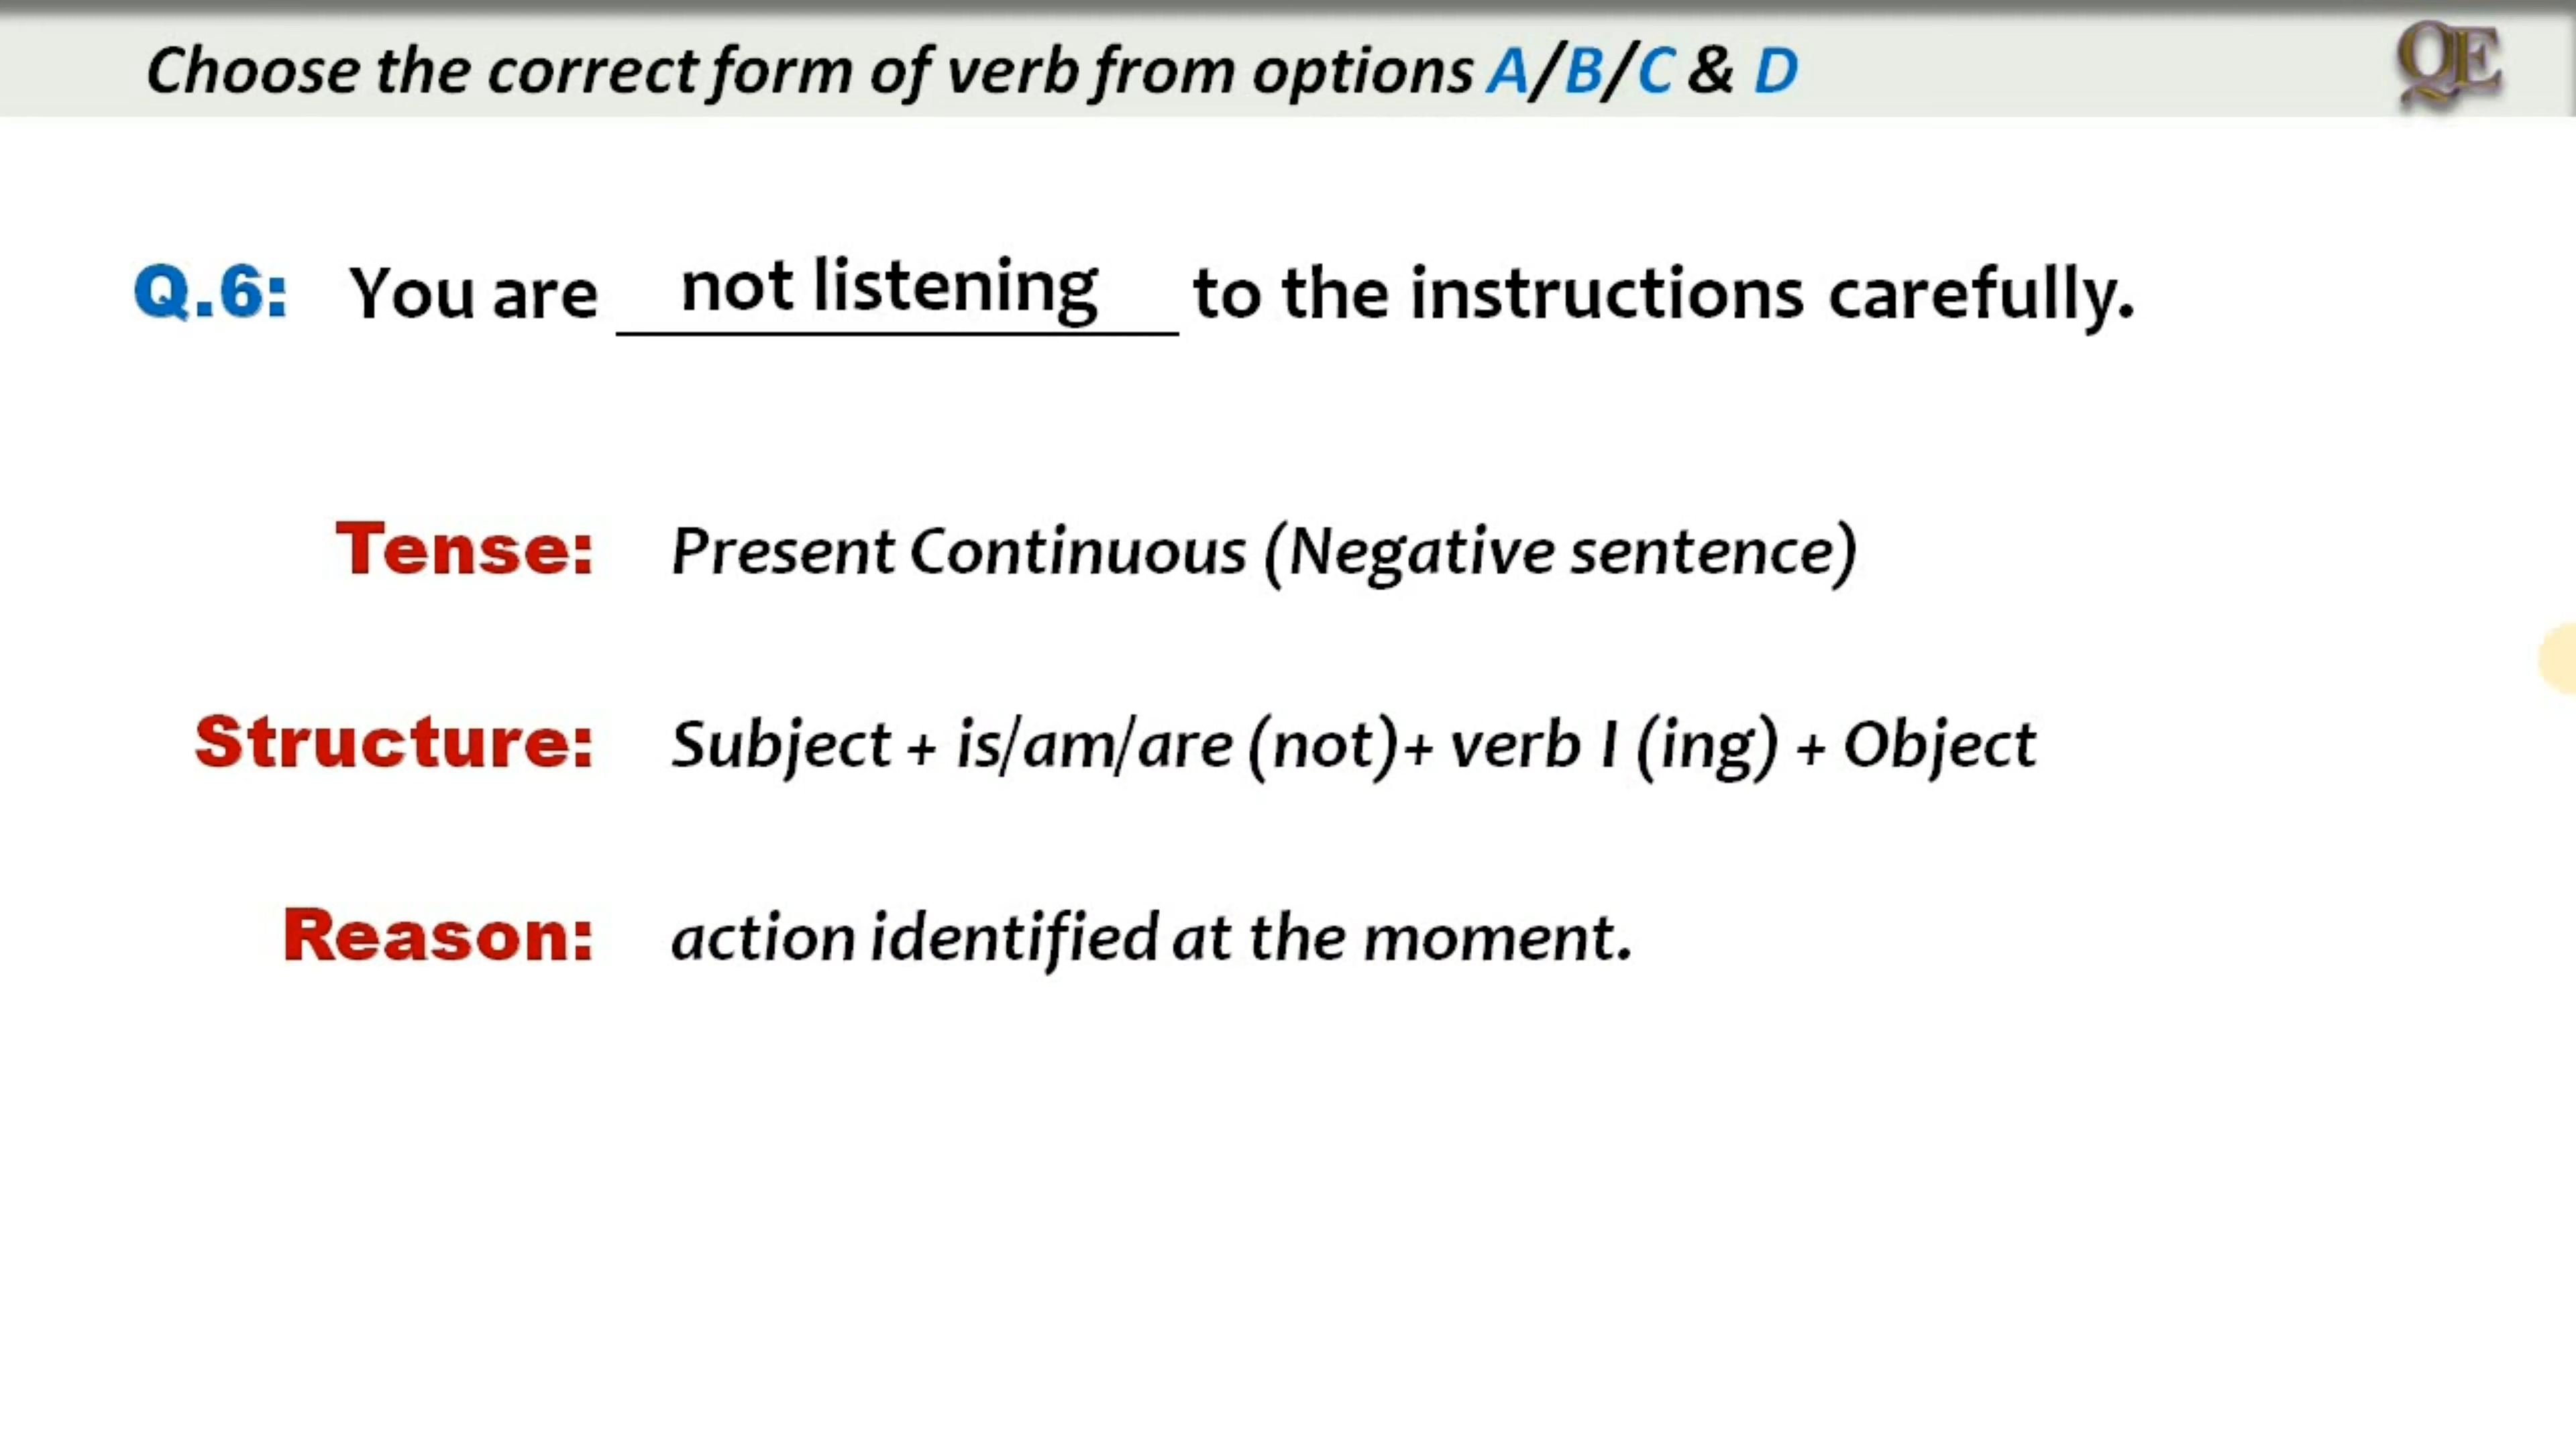 Choose the correct form of verb from options A/B/C & D
QE
Q.6: You are not listening to the instructions carefully.
Tense: Present Continuous (Negative sentence)
Structure: Subject + is/am/are (not)+ verb I (ing) + Object
Reason: action identified at the moment.